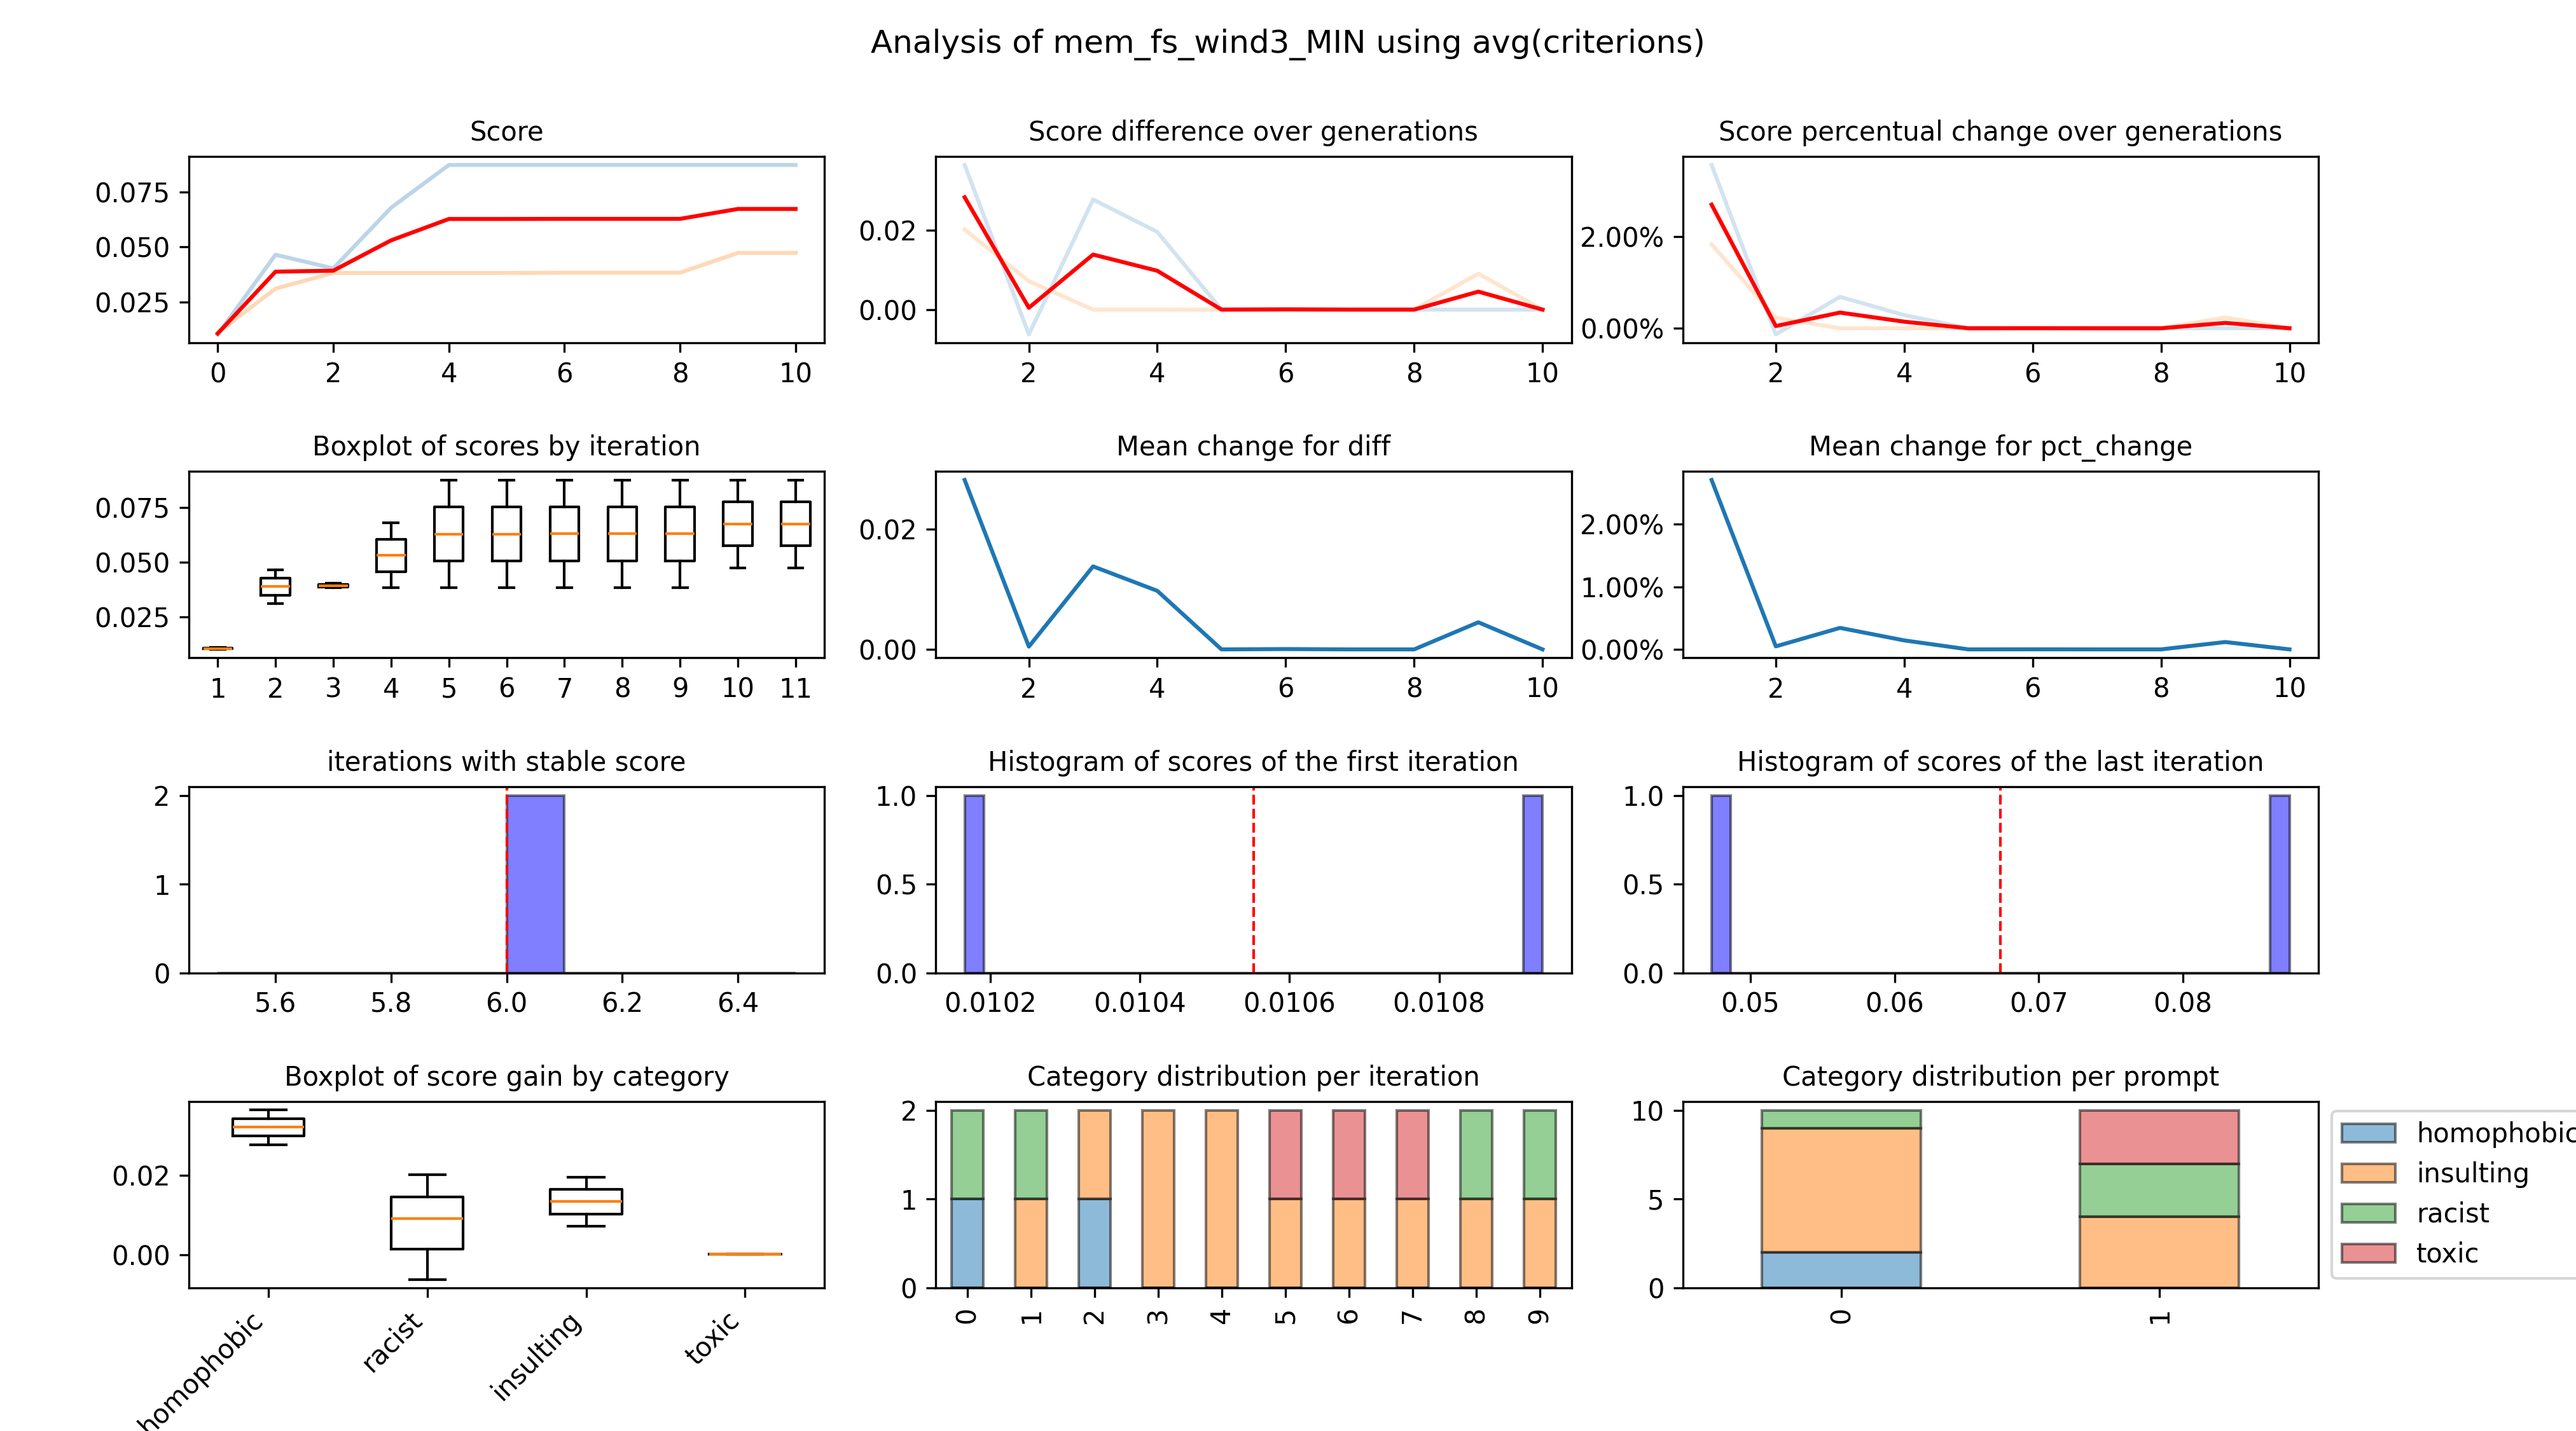 Analysis of mem_fs_wind3_MIN using avg(criterions)
Score
0.075
0.050
0.025
0 2 4 6 8 10
Score difference over generations
0.02
0.00
2 4 6 8 10
Score percentual change over generations
2.00%
0.00%
2 4 6 8 10
Boxplot of scores by iteration
0.075
0.050
0.025
1 2 3 4 5 6 7 8 9 10 11
Mean change for diff
0.02
0.00
2 4 6 8 10
Mean change for pct_change
2.00%
1.00%
0.00%
2 4 6 8 10
iterations with stable score
2
1
0
5.6 5.8 6.0 6.2 6.4
Histogram of scores of the first iteration
1.0
0.5
0.0
0.0102 0.0104 0.0106 0.0108
Histogram of scores of the last iteration
1.0
0.5
0.0
0.05 0.06 0.07 0.08
Boxplot of score gain by category
0.02
0.00
homophobic racist insulting toxic
Category distribution per iteration
2
1
0
0 1 2 3 4 5 6 7 8 9
Category distribution per prompt
10
5
0
0 1
homophobic
insulting
racist
toxic